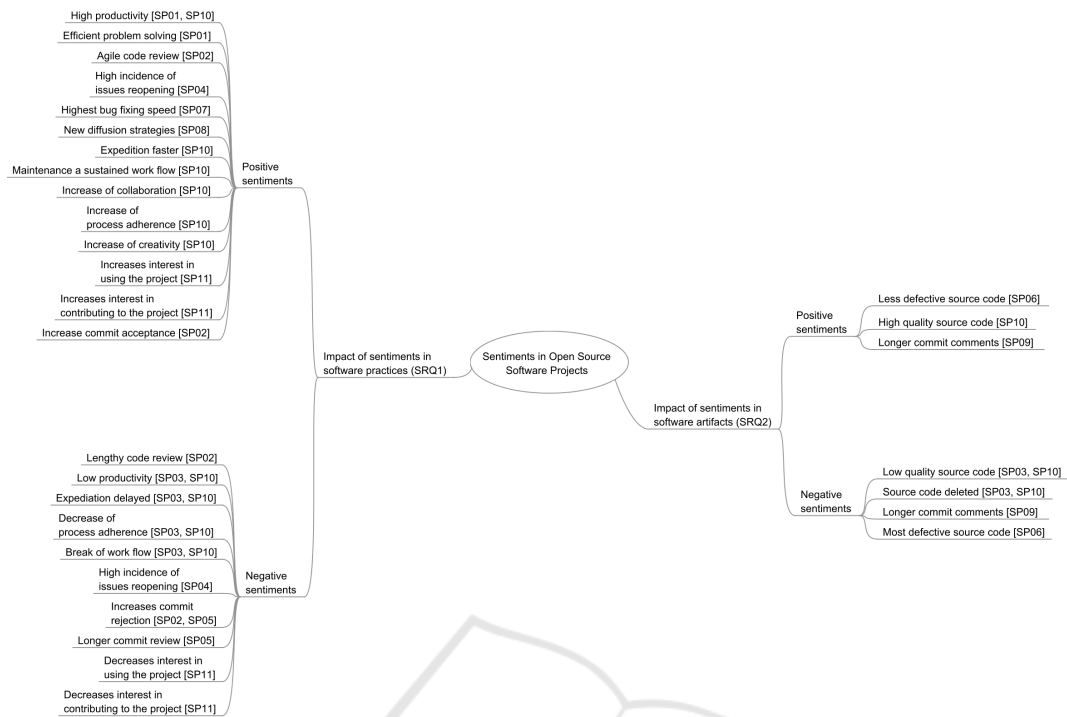 High productivity [SP01, SP10]
Efficient problem solving [SP01]
Agile code review [SP02]
High incidence of
issues reopening [SP04]
Highest bug fixing speed [SP07]
New diffusion strategies [SP08]
Expedition faster [SP10]
Maintenance a sustained work flow [SP10]
Increase of collaboration [SP10]
Increase of
process adherence [SP10]
Increase of creativity [SP10]
Increases interest in
using the project [SP11]
Increases interest in
contributing to the project [SP11]
Increase commit acceptance [SP02]
Positive
sentiments
Lengthy code review [SP02]
Low productivity [SP03, SP10]
Expediation delayed [SP03, SP10]
Decrease of
process adherence [SP03, SP10]
Break of work flow [SP03, SP10]
High incidence of
issues reopening [SP04]
Increases commit
rejection [SP02, SP05]
Longer commit review [SP05]
Decreases interest in
using the project [SP11]
Decreases interest in
contributing to the project [SP11]
Negative
sentiments
Impact of sentiments in
software practices (SRQ1)
Sentiments in Open Source
Software Projects
Impact of sentiments in
software artifacts (SRQ2)
Positive
sentiments
Less defective source code [SP06]
High quality source code [SP10]
Longer commit comments [SP09]
Negative
sentiments
Low quality source code [SP03, SP10]
Source code deleted [SP03, SP10]
Longer commit comments [SP09]
Most defective source code [SP06]